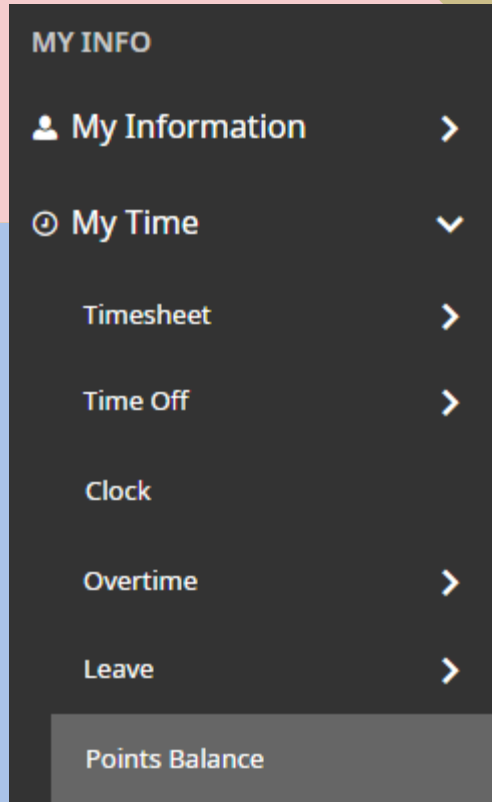 MY INFO
My Information
My Time
Timesheet
Time Off
Clock
Overtime
Leave
Points Balance